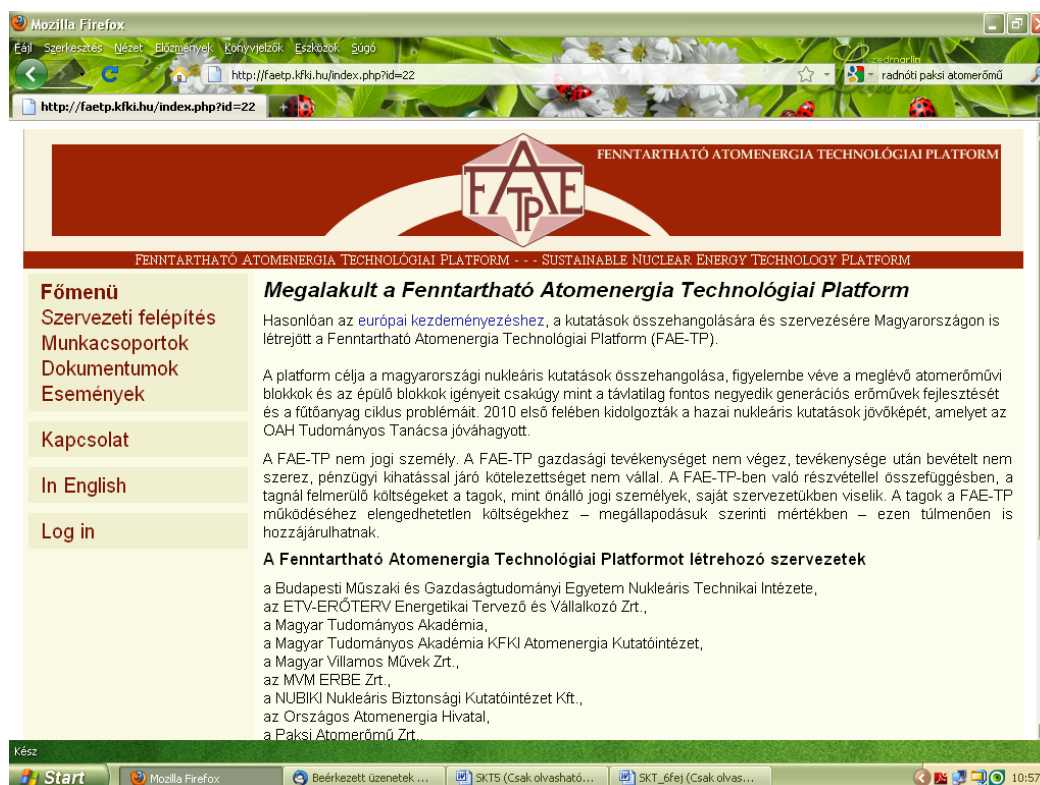 Mozilla Firefox
Fájl Szerkesztés Nézet Előzmények Könyvjelzők Eszközök Súgó
zedmarlin
http://faetp.kfki.hu/index.php?id=22
radnóti paksi atomerőmű
http://faetp.kfki.hu/index.php?id=22
FENNTARTHATÓ ATOMENERGIA TECHNOLÓGIAI PLATFORM
FAE
TP
FENNTARTHATÓ ATOMENERGIA TECHNOLÓGIAI PLATFORM - - - SUSTAINABLE NUCLEAR ENERGY TECHNOLOGY PLATFORM
Főmenü
Szervezeti felépítés
Munkacsoportok
Dokumentumok
Események
Kapcsolat
In English
Log in
Megalakult a Fenntartható Atomenergia Technológiai Platform
Hasonlóan az európai kezdeményezéshez, a kutatások összehangolására és szervezésére Magyarországon is
létrejött a Fenntartható Atomenergia Technológiai Platform (FAE-TP).
A platform célja a magyarországi nukleáris kutatások összehangolása, figyelembe véve a meglévő atomerőművi
blokkok és az épülő blokkok igényeit csakúgy mint a távlatilag fontos negyedik generációs erőművek fejlesztését
és a fűtőanyag ciklus problémáit. 2010 első felében kidolgozták a hazai nukleáris kutatások jövőképét, amelyet az
OAH Tudományos Tanácsa jóváhagyott.
A FAE-TP nem jogi személy. A FAE-TP gazdasági tevékenységet nem végez, tevékenysége után bevételt nem
szerez, pénzügyi kihatással járó kötelezettséget nem vállal. A FAE-TP-ben való részvétellel összefüggésben, a
tagnál felmerülő költségeket a tagok, mint önálló jogi személyek, saját szervezetükben viselik. A tagok a FAE-TP
működéséhez elengedhetetlen költségekhez – megállapodásuk szerinti mértékben – ezen túlmenően is
hozzájárulhatnak.
A Fenntartható Atomenergia Technológiai Platformot létrehozó szervezetek
a Budapesti Műszaki és Gazdaságtudományi Egyetem Nukleáris Technikai Intézete,
az ETV-ERŐTERV Energetikai Tervező és Vállalkozó Zrt.,
a Magyar Tudományos Akadémia,
a Magyar Tudományos Akadémia KFKI Atomenergia Kutatóintézet,
a Magyar Villamos Művek Zrt.,
az MVM ERBE Zrt.,
a NUBIKI Nukleáris Biztonsági Kutatóintézet Kft.,
az Országos Atomenergia Hivatal,
a Paksi Atomerőmű Zrt.,
Kész
Start
Mozilla Firefox
Beérkezett üzenetek ...
SKT5 (Csak olvasható...
SKT_6fej (Csak olvas...
10:57